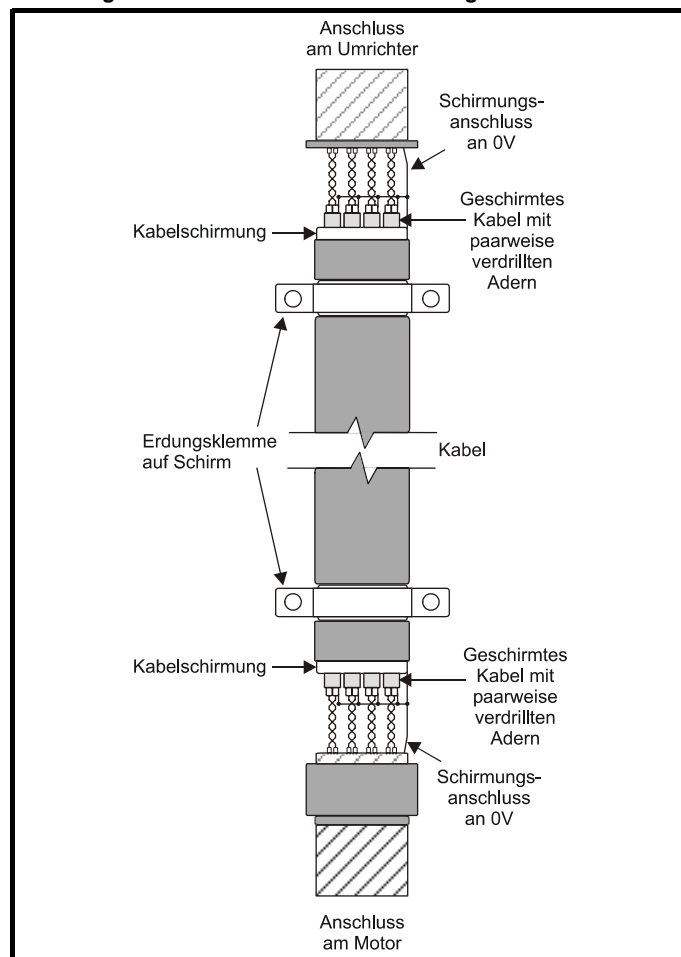 Anschluss
am Umrichter
Schirmungs-
anschluss
an 0V
Geschirmtes
Kabel mit
paarweise
verdrillten
Adern
Kabelschirmung
Erdungsklemme
auf Schirm
Kabel
Kabelschirmung
Geschirmtes
Kabel mit
paarweise
verdrillten
Adern
Schirmungs-
anschluss
an 0V
Anschluss
am Motor